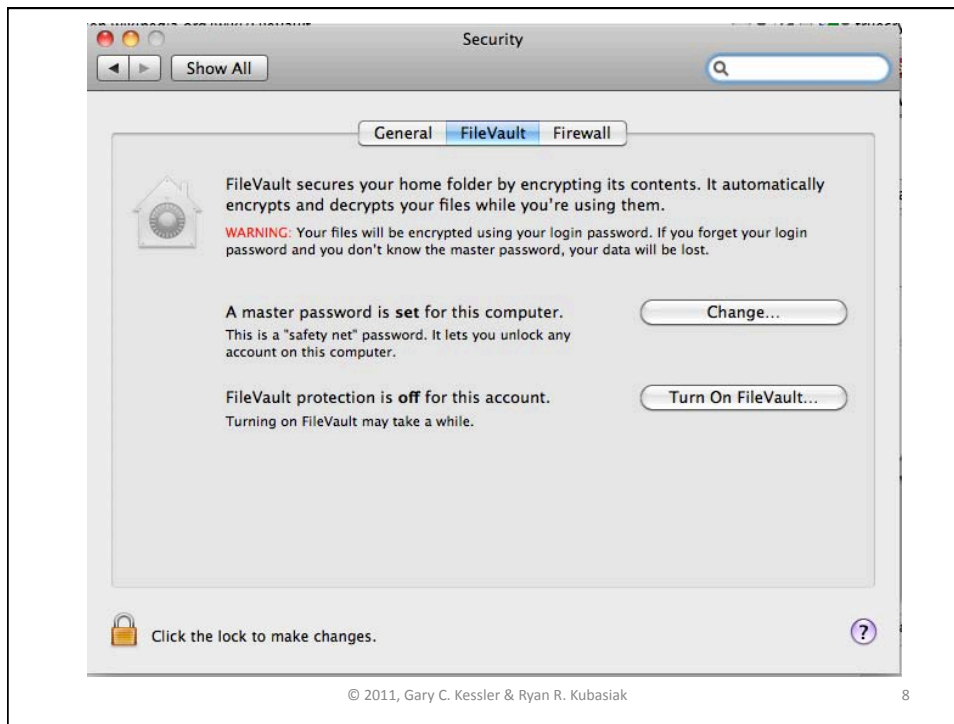 Security
Show All
General FileVault Firewall
FileVault secures your home folder by encrypting its contents. It automatically
encrypts and decrypts your files while you're using them.
WARNING: Your files will be encrypted using your login password. If you forget your login
password and you don't know the master password, your data will be lost.
A master password is set for this computer.
Change...
This is a "safety net" password. It lets you unlock any
account on this computer.
FileVault protection is off for this account.
Turn On FileVault...
Turning on FileVault may take a while.
Click the lock to make changes.
?
© 2011, Gary C. Kessler & Ryan R. Kubasiak
8